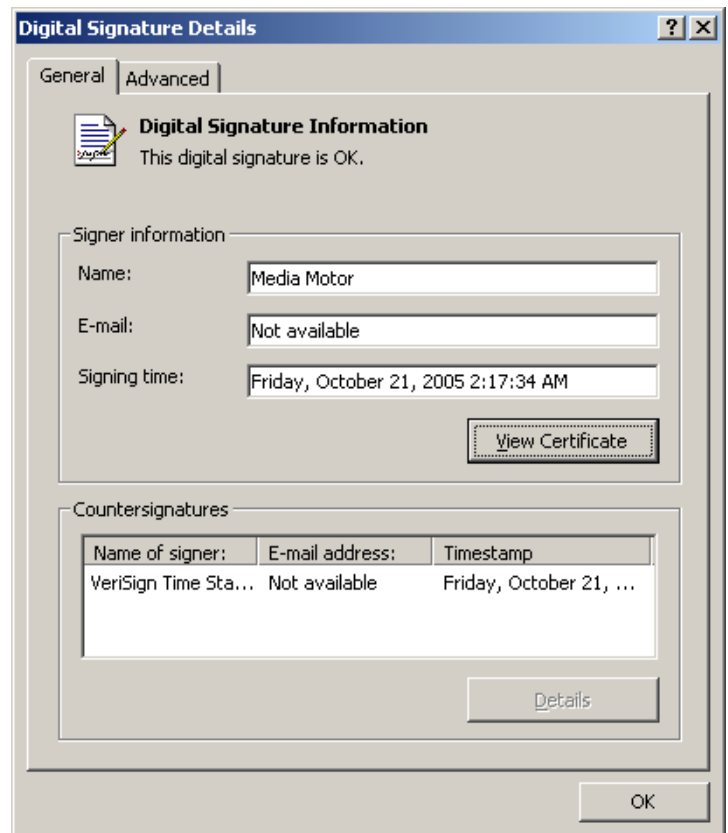 Digital Signature Details
General Advanced
Digital Signature Information
This digital signature is OK.
Signer information
Name: Media Motor
E-mail: Not available
Signing time: Friday, October 21, 2005 2:17:34 AM
View Certificate
Countersignatures
Name of signer: E-mail address: Timestamp
VeriSign Time Sta... Not available Friday, October 21, ...
Details
OK